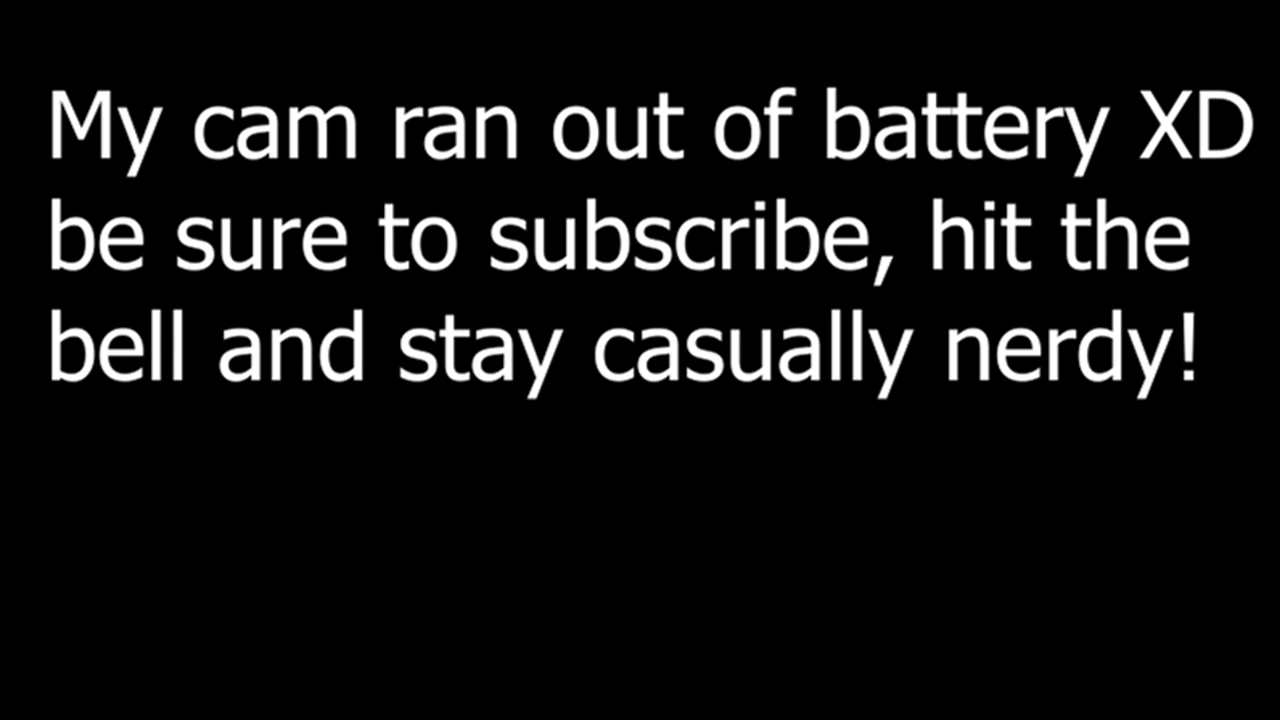 My cam ran out of battery XD
be sure to subscribe, hit the
bell and stay casually nerdy!